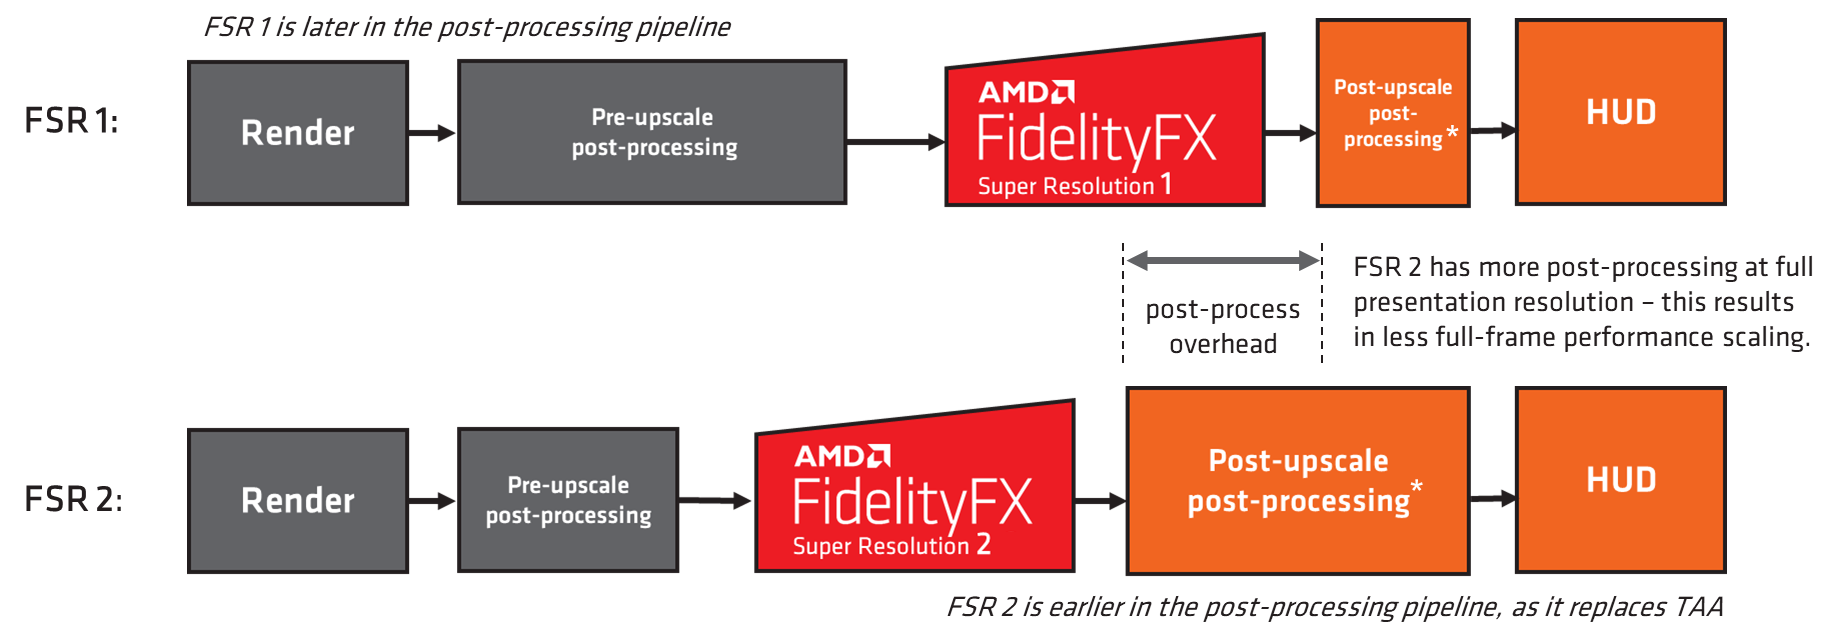 FSR 1 is later in the post-processing pipeline
FSR 1:
Render
Pre-upscale
post-processing
AMD
FidelityFX
Super Resolution 1
Post-upscale
post-
processing*
HUD
post-process
overhead
FSR 2 has more post-processing at full
presentation resolution – this results
in less full-frame performance scaling.
FSR 2:
Render
Pre-upscale
post-processing
AMD
FidelityFX
Super Resolution 2
Post-upscale
post-processing*
HUD
FSR 2 is earlier in the post-processing pipeline, as it replaces TAA